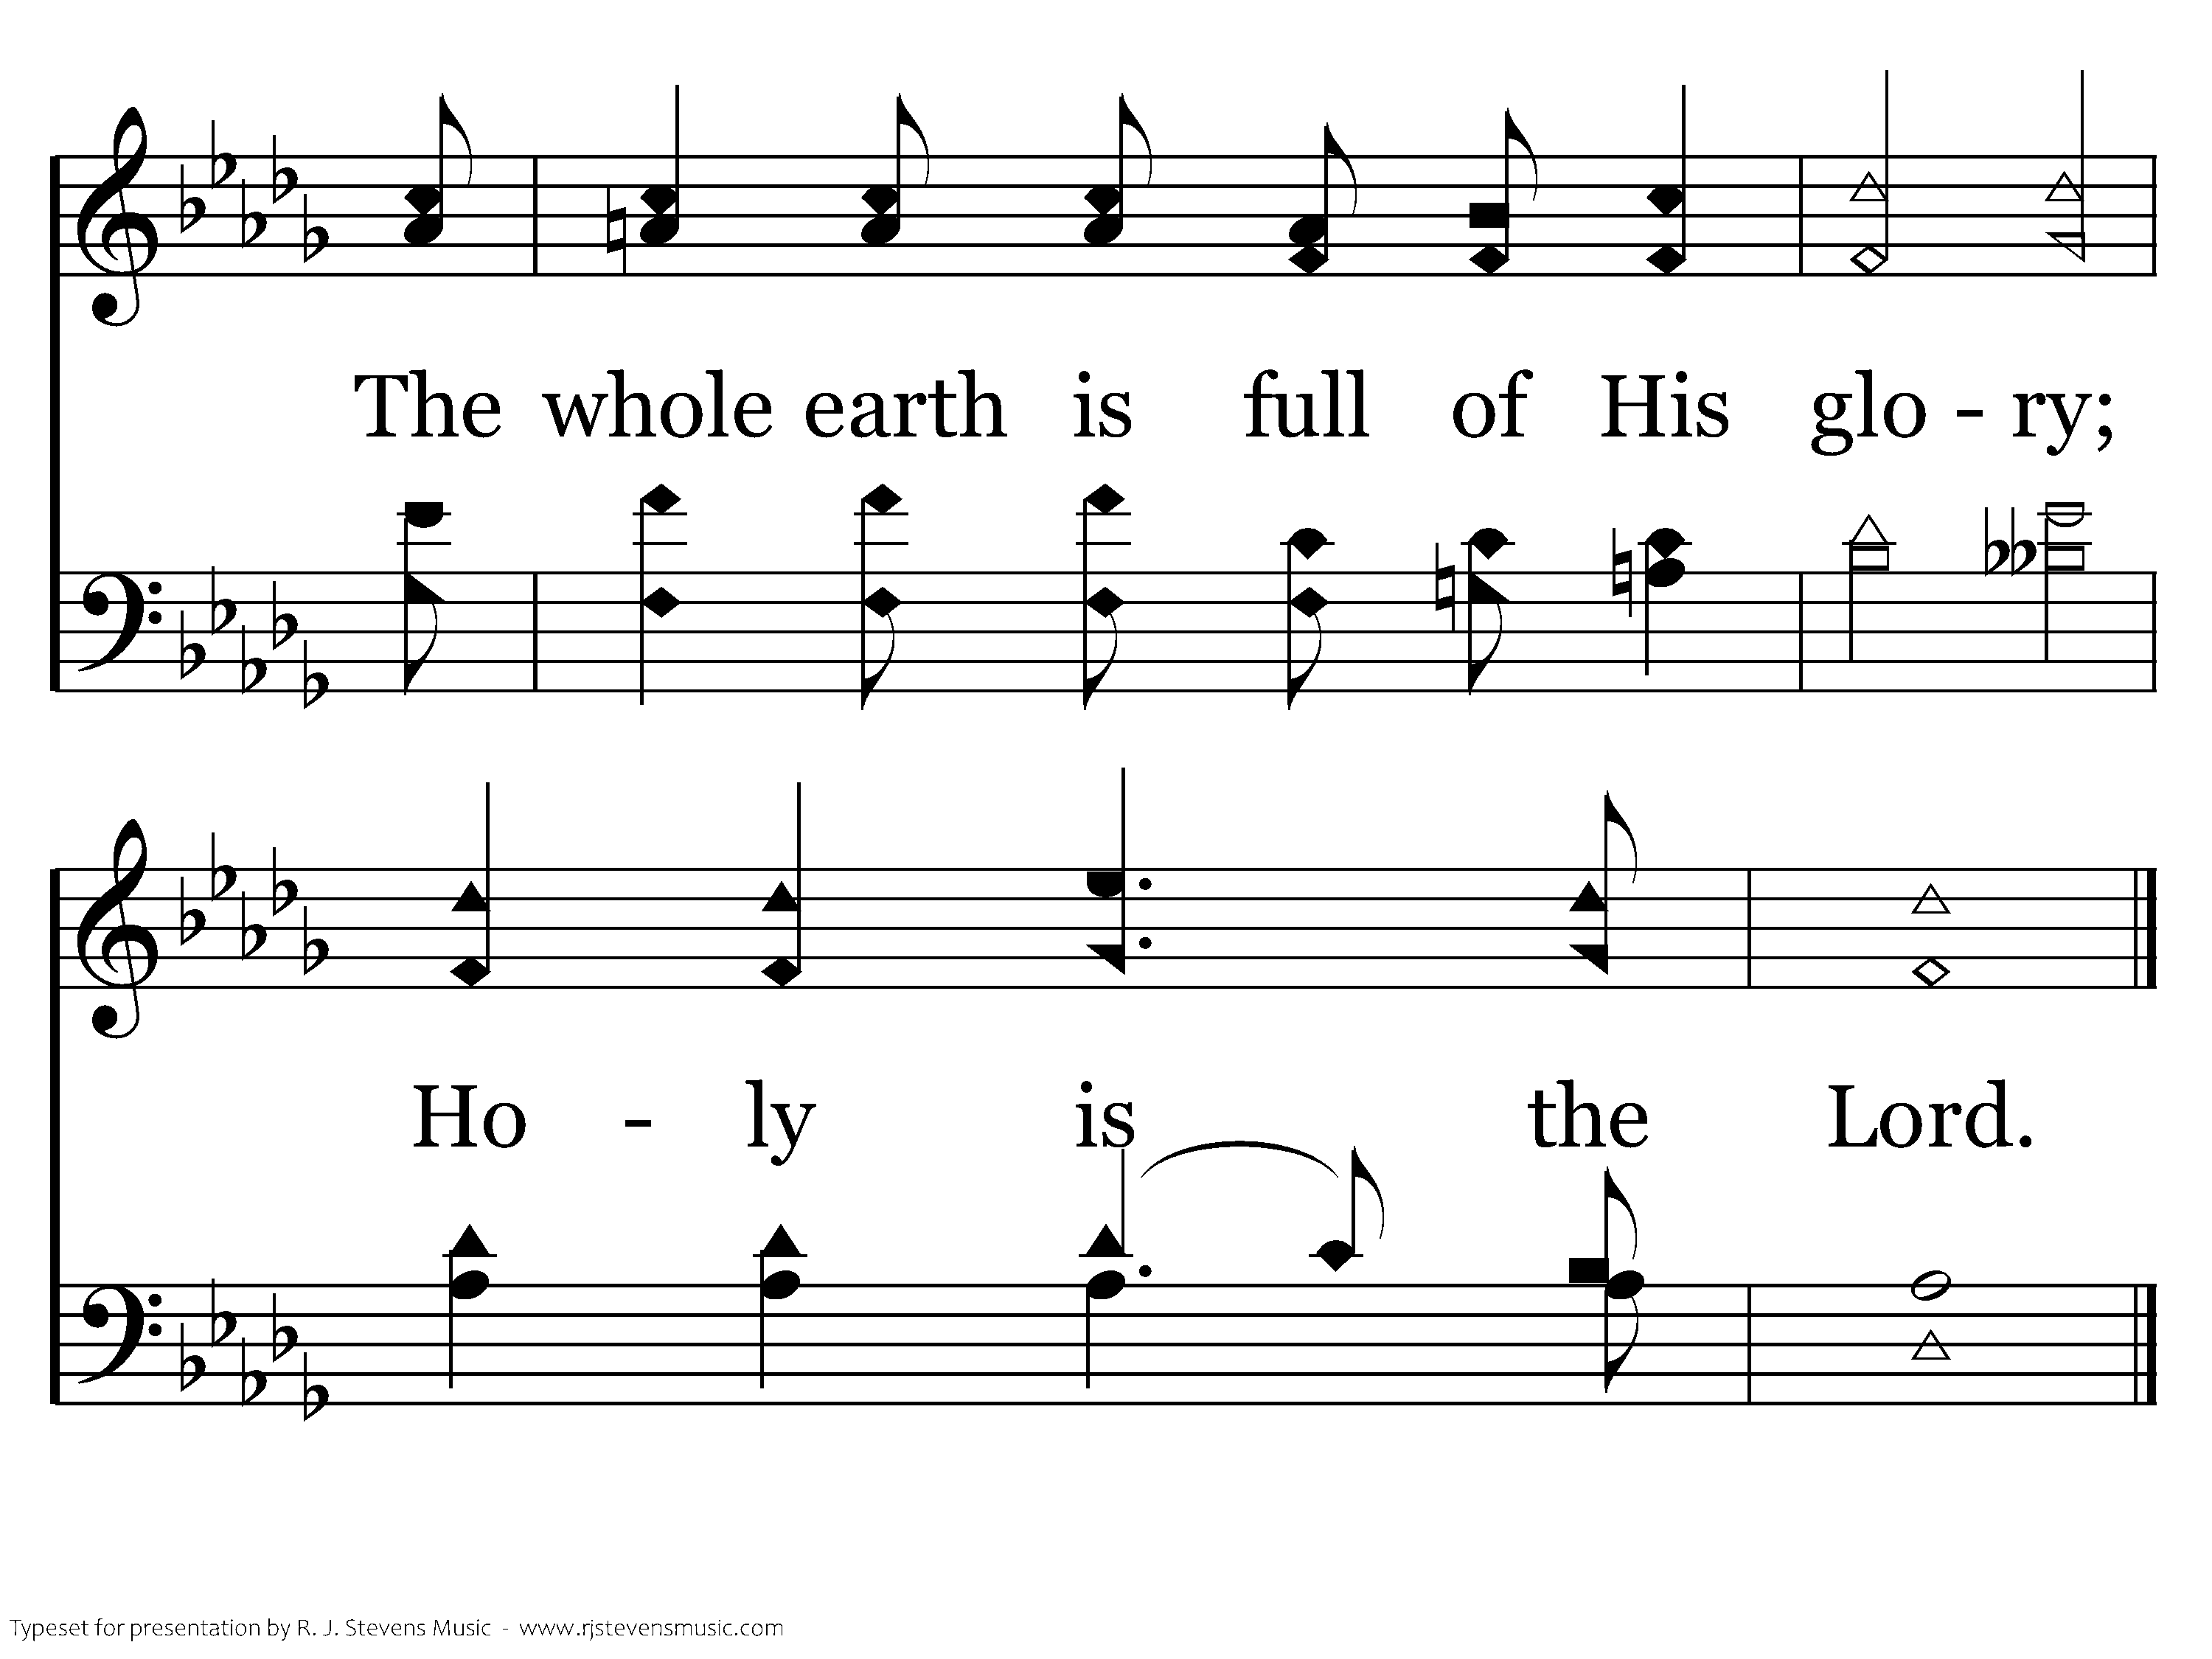 The whole earth is full of His glo - ry;
Ho - ly is the Lord.
Typeset for presentation by R. J. Stevens Music - www.rjstevensmusic.com